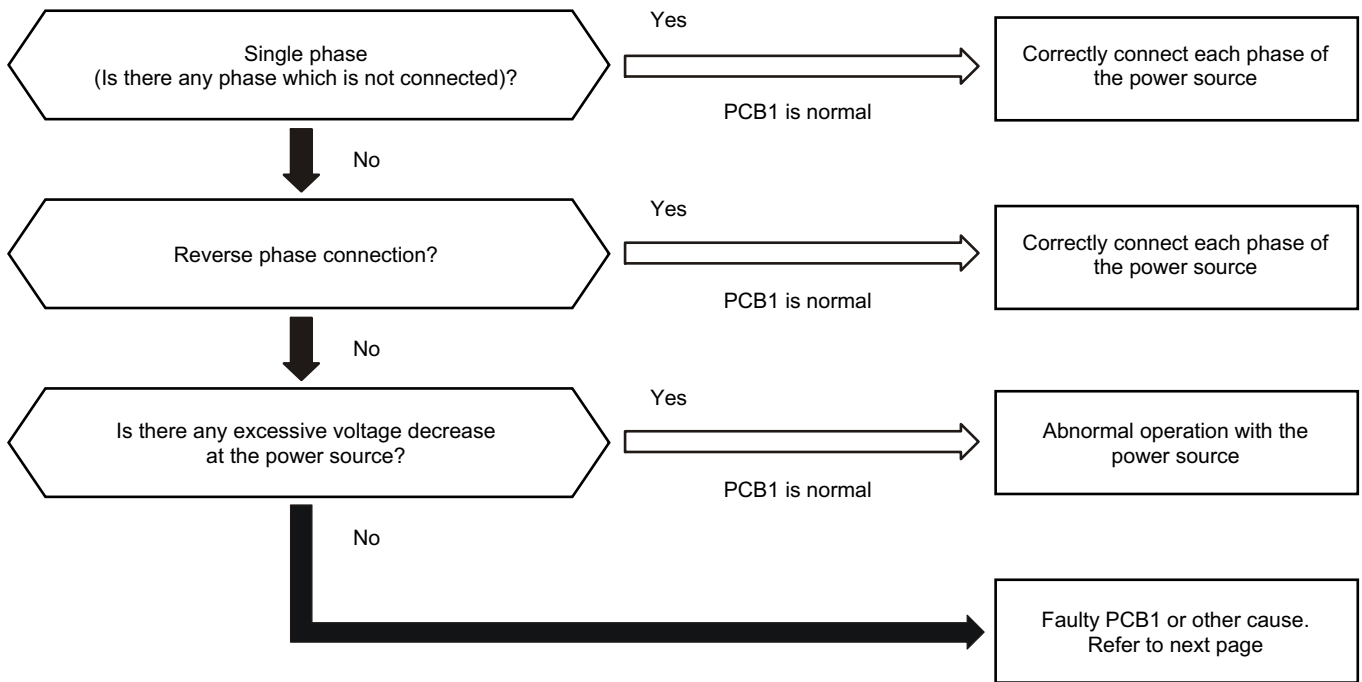 Single phase
(Is there any phase which is not connected)?
Yes
PCB1 is normal
Correctly connect each phase of
the power source
No
Reverse phase connection?
Yes
PCB1 is normal
Correctly connect each phase of
the power source
No
Is there any excessive voltage decrease
at the power source?
Yes
PCB1 is normal
Abnormal operation with the
power source
No
Faulty PCB1 or other cause.
Refer to next page